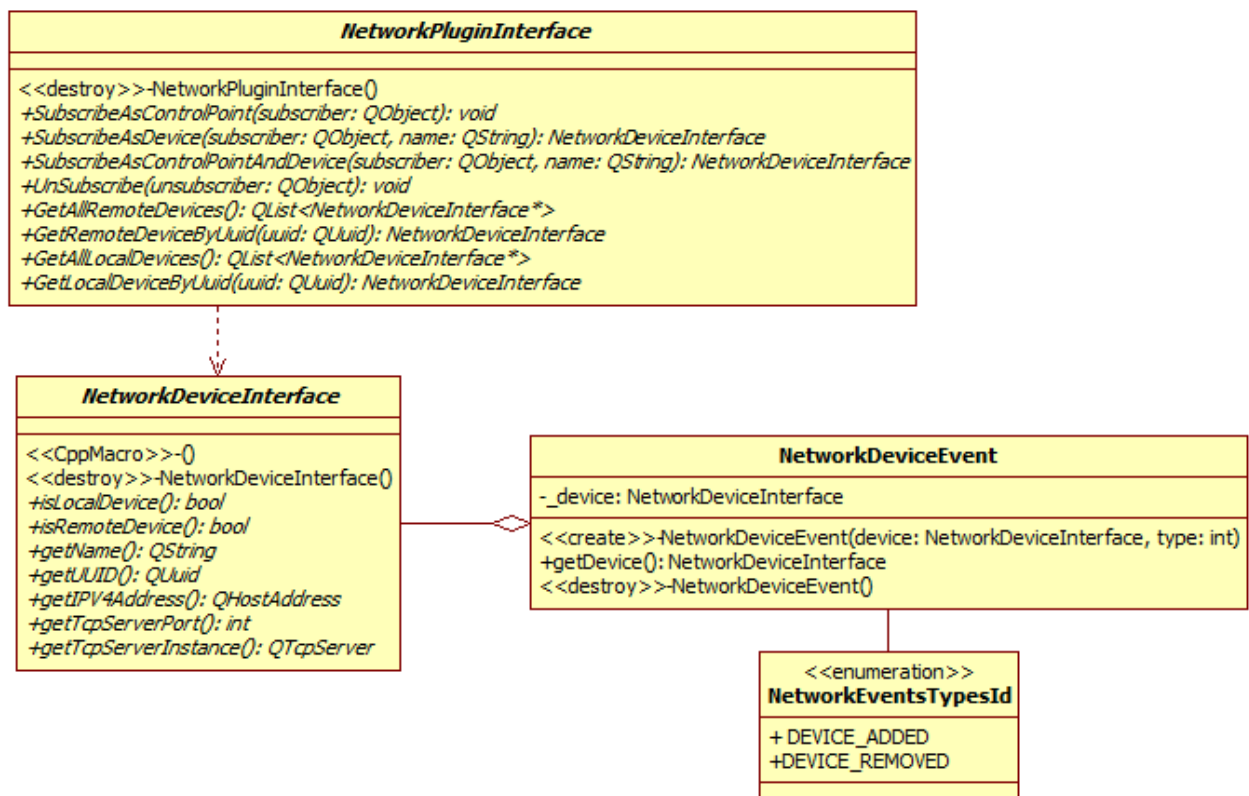 NetworkPluginInterface
<<destroy>>-NetworkPluginInterface()
+SubscribeAsControlPoint(subscriber: QObject): void
+SubscribeAsDevice(subscriber: QObject, name: QString): NetworkDeviceInterface
+SubscribeAsControlPointAndDevice(subscriber: QObject, name: QString): NetworkDeviceInterface
+UnSubscribe(unsubscriber: QObject): void
+GetAllRemoteDevices(): QList<NetworkDeviceInterface*>
+GetRemoteDeviceByUuid(uuid: QUuid): NetworkDeviceInterface
+GetAllLocalDevices(): QList<NetworkDeviceInterface*>
+GetLocalDeviceByUuid(uuid: QUuid): NetworkDeviceInterface
NetworkDeviceInterface
<<CppMacro>>-()
<<destroy>>-NetworkDeviceInterface()
+isLocalDevice(): bool
+isRemoteDevice(): bool
+getName(): QString
+getUUID(): QUuid
+getIPV4Address(): QHostAddress
+getTcpServerPort(): int
+getTcpServerInstance(): QTcpServer
NetworkDeviceEvent
-_device: NetworkDeviceInterface
<<create>>-NetworkDeviceEvent(device: NetworkDeviceInterface, type: int)
+getDevice(): NetworkDeviceInterface
<<destroy>>-NetworkDeviceEvent()
<<enumeration>>
NetworkEventsTypesId
+ DEVICE_ADDED
+DEVICE_REMOVED